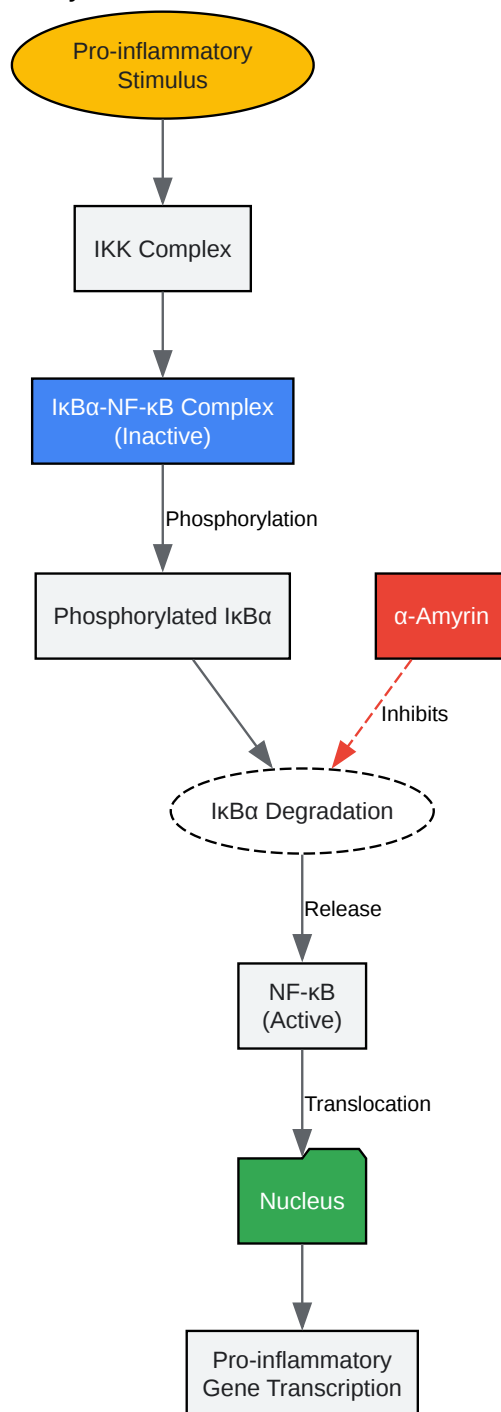 Pro-inflammatory
Stimulus
IKK Complex
IκBα-NF-κB Complex
(Inactive)
Phosphorylation
Phosphorylated IκBα
α-Amyrin
Inhibits
IκBα Degradation
Release
NF-κB
(Active)
Translocation
Nucleus
Pro-inflammatory
Gene Transcription